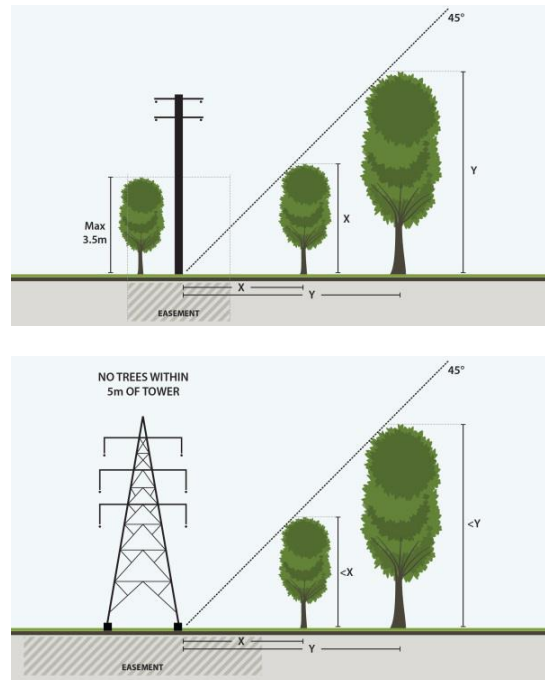 45°
Y
Max
3.5m
X
X
Y
EASEMENT
NO TREES WITHIN
5m OF TOWER
45°
<Y
<X
X
Y
EASEMENT